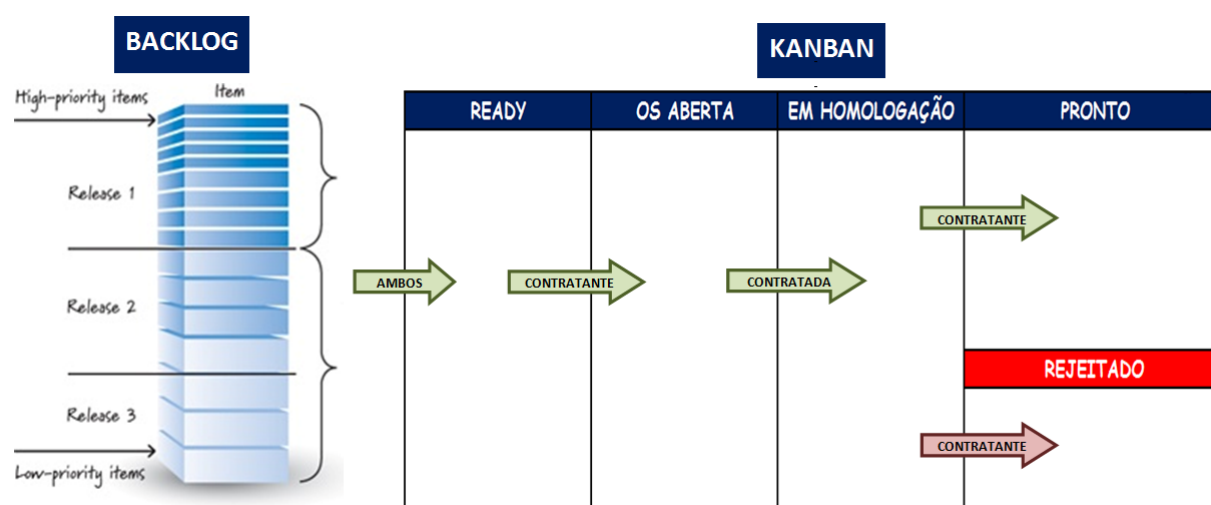 BACKLOG
High-priority items
Item
Release 1
Release 2
Release 3
Low-priority items
KANBAN
READY
OS ABERTA
EM HOMOLOGAÇÃO
PRONTO
CONTRATANTE
AMBOS
CONTRATANTE
CONTRATADA
REJEITADO
CONTRATANTE